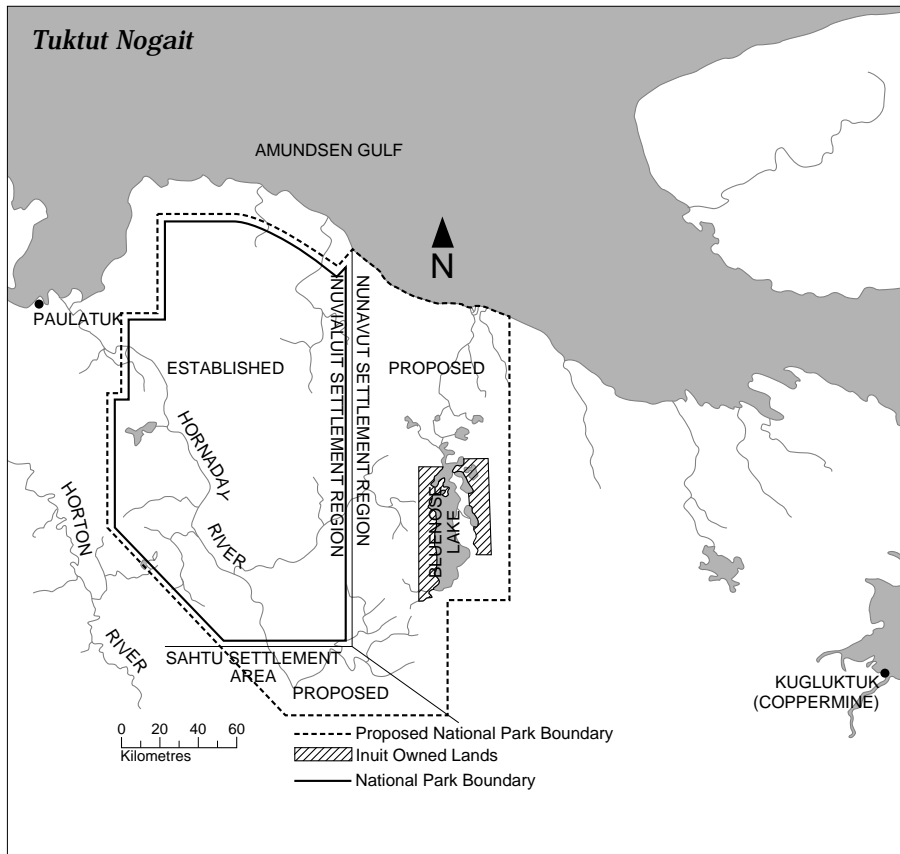 Tuktut Nogait
AMUNDSEN GULF
N
PAULATUK
ESTABLISHED
INUVIALUIT SETTLEMENT REGION
NUNAVUT SETTLEMENT REGION
PROPOSED
HORNADAY
RIVER
HORTON
RIVER
BLUENOSE
LAKE
SAHTU SETTLEMENT
AREA
PROPOSED
KUGLUKTUK
(COPPERMINE)
0 20 40 60
Kilometres
Proposed National Park Boundary
Inuit Owned Lands
National Park Boundary